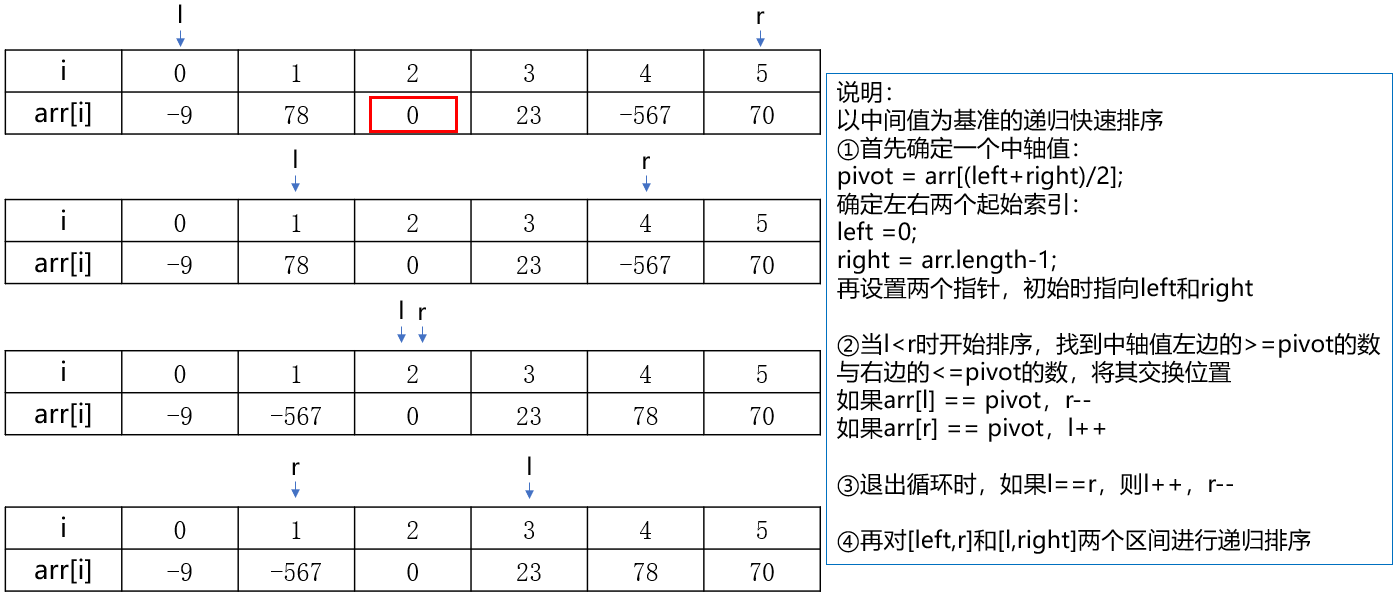 l r
i 0 1 2 3 4 5
arr[i] -9 78 0 23 -567 70
l r
i 0 1 2 3 4 5
arr[i] -9 78 0 23 -567 70
l r
i 0 1 2 3 4 5
arr[i] -9 -567 0 23 78 70
r l
i 0 1 2 3 4 5
arr[i] -9 -567 0 23 78 70
说明：
以中间值为基准的递归快速排序
①首先确定一个中轴值：
pivot = arr[(left+right)/2];
确定左右两个起始索引：
left =0;
right = arr.length-1;
再设置两个指针，初始时指向left和right
②当l<r时开始排序，找到中轴值左边的>=pivot的数
与右边的<=pivot的数，将其交换位置
如果arr[l] == pivot，r--
如果arr[r] == pivot，l++
③退出循环时，如果l==r，则l++，r--
④再对[left,r]和[l,right]两个区间进行递归排序